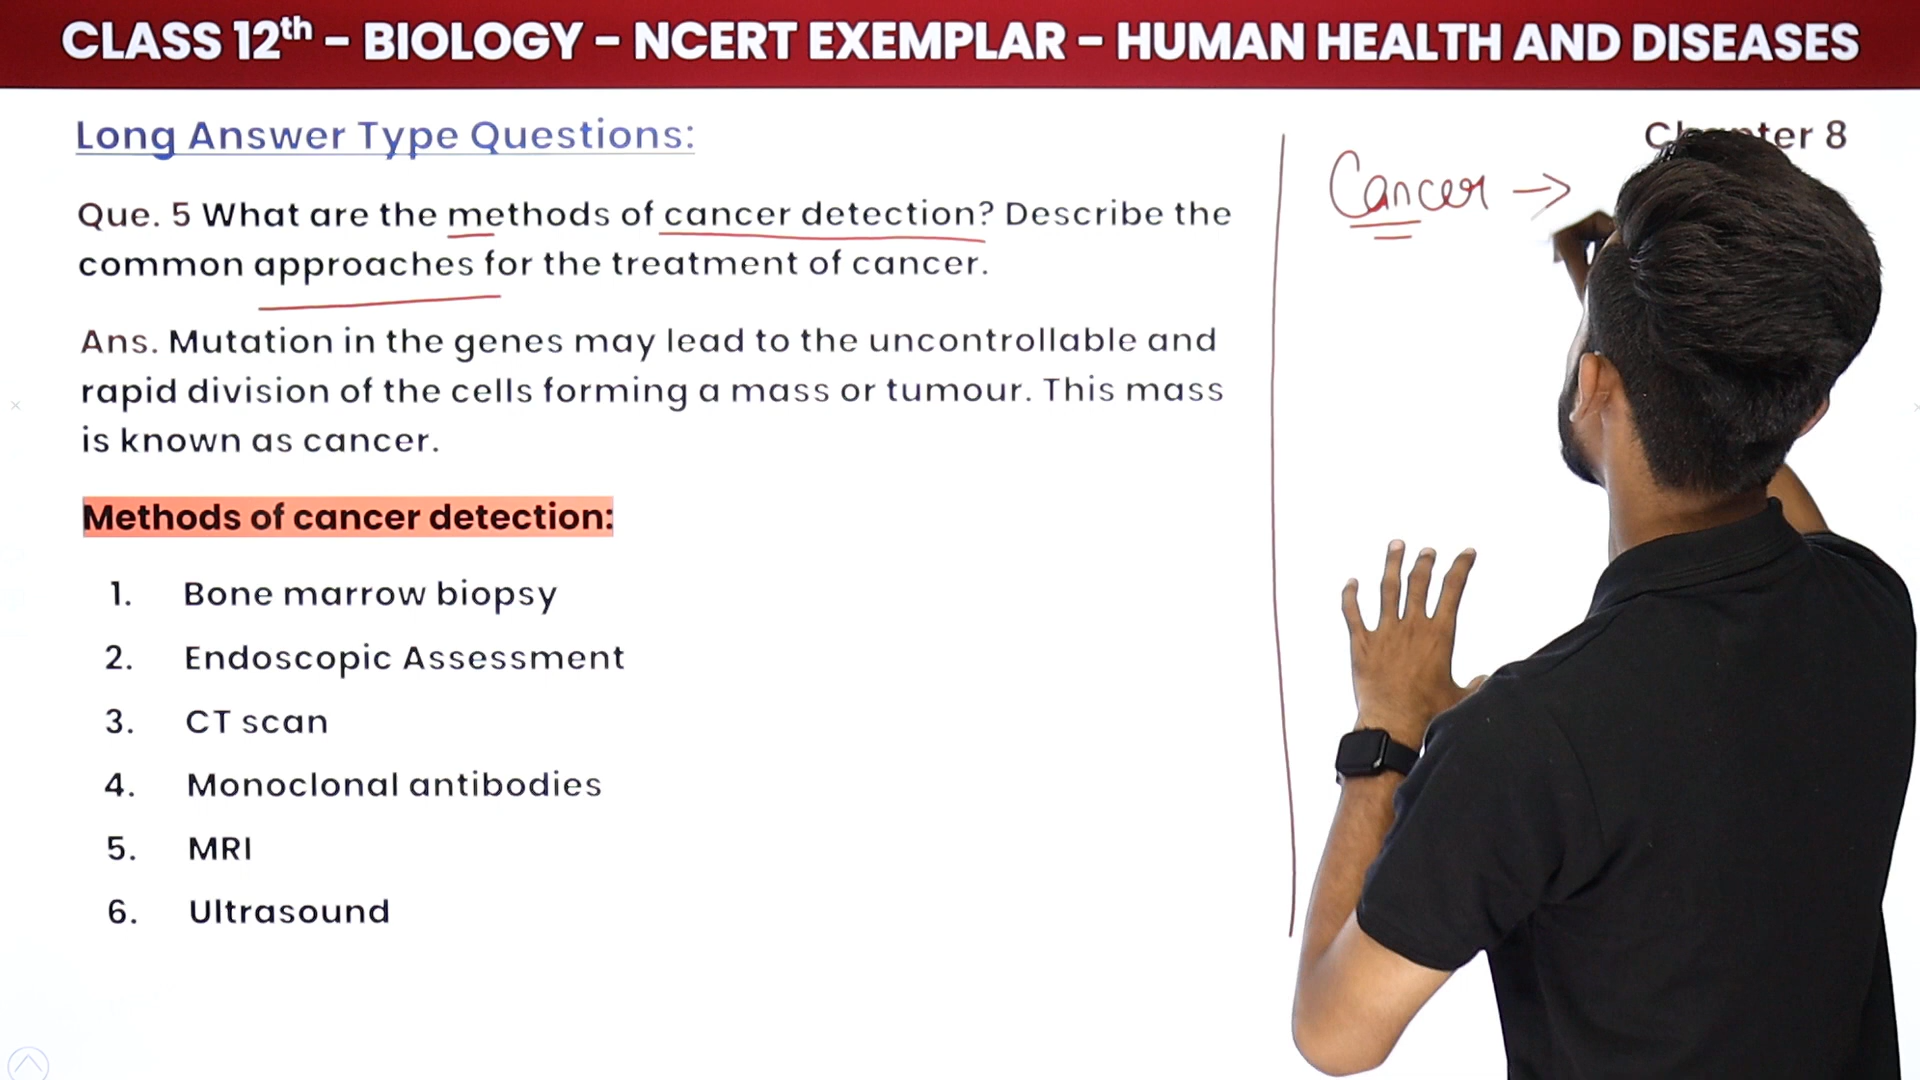 CLASS 12th - BIOLOGY - NCERT EXEMPLAR - HUMAN HEALTH AND DISEASES
Long Answer Type Questions:
Que. 5 What are the methods of cancer detection? Describe the
common approaches for the treatment of cancer.
Ans. Mutation in the genes may lead to the uncontrollable and
rapid division of the cells forming a mass or tumour. This mass
is known as cancer.
Methods of cancer detection:
1. Bone marrow biopsy
2. Endoscopic Assessment
3. CT scan
4. Monoclonal antibodies
5. MRI
6. Ultrasound
8
Cancer →